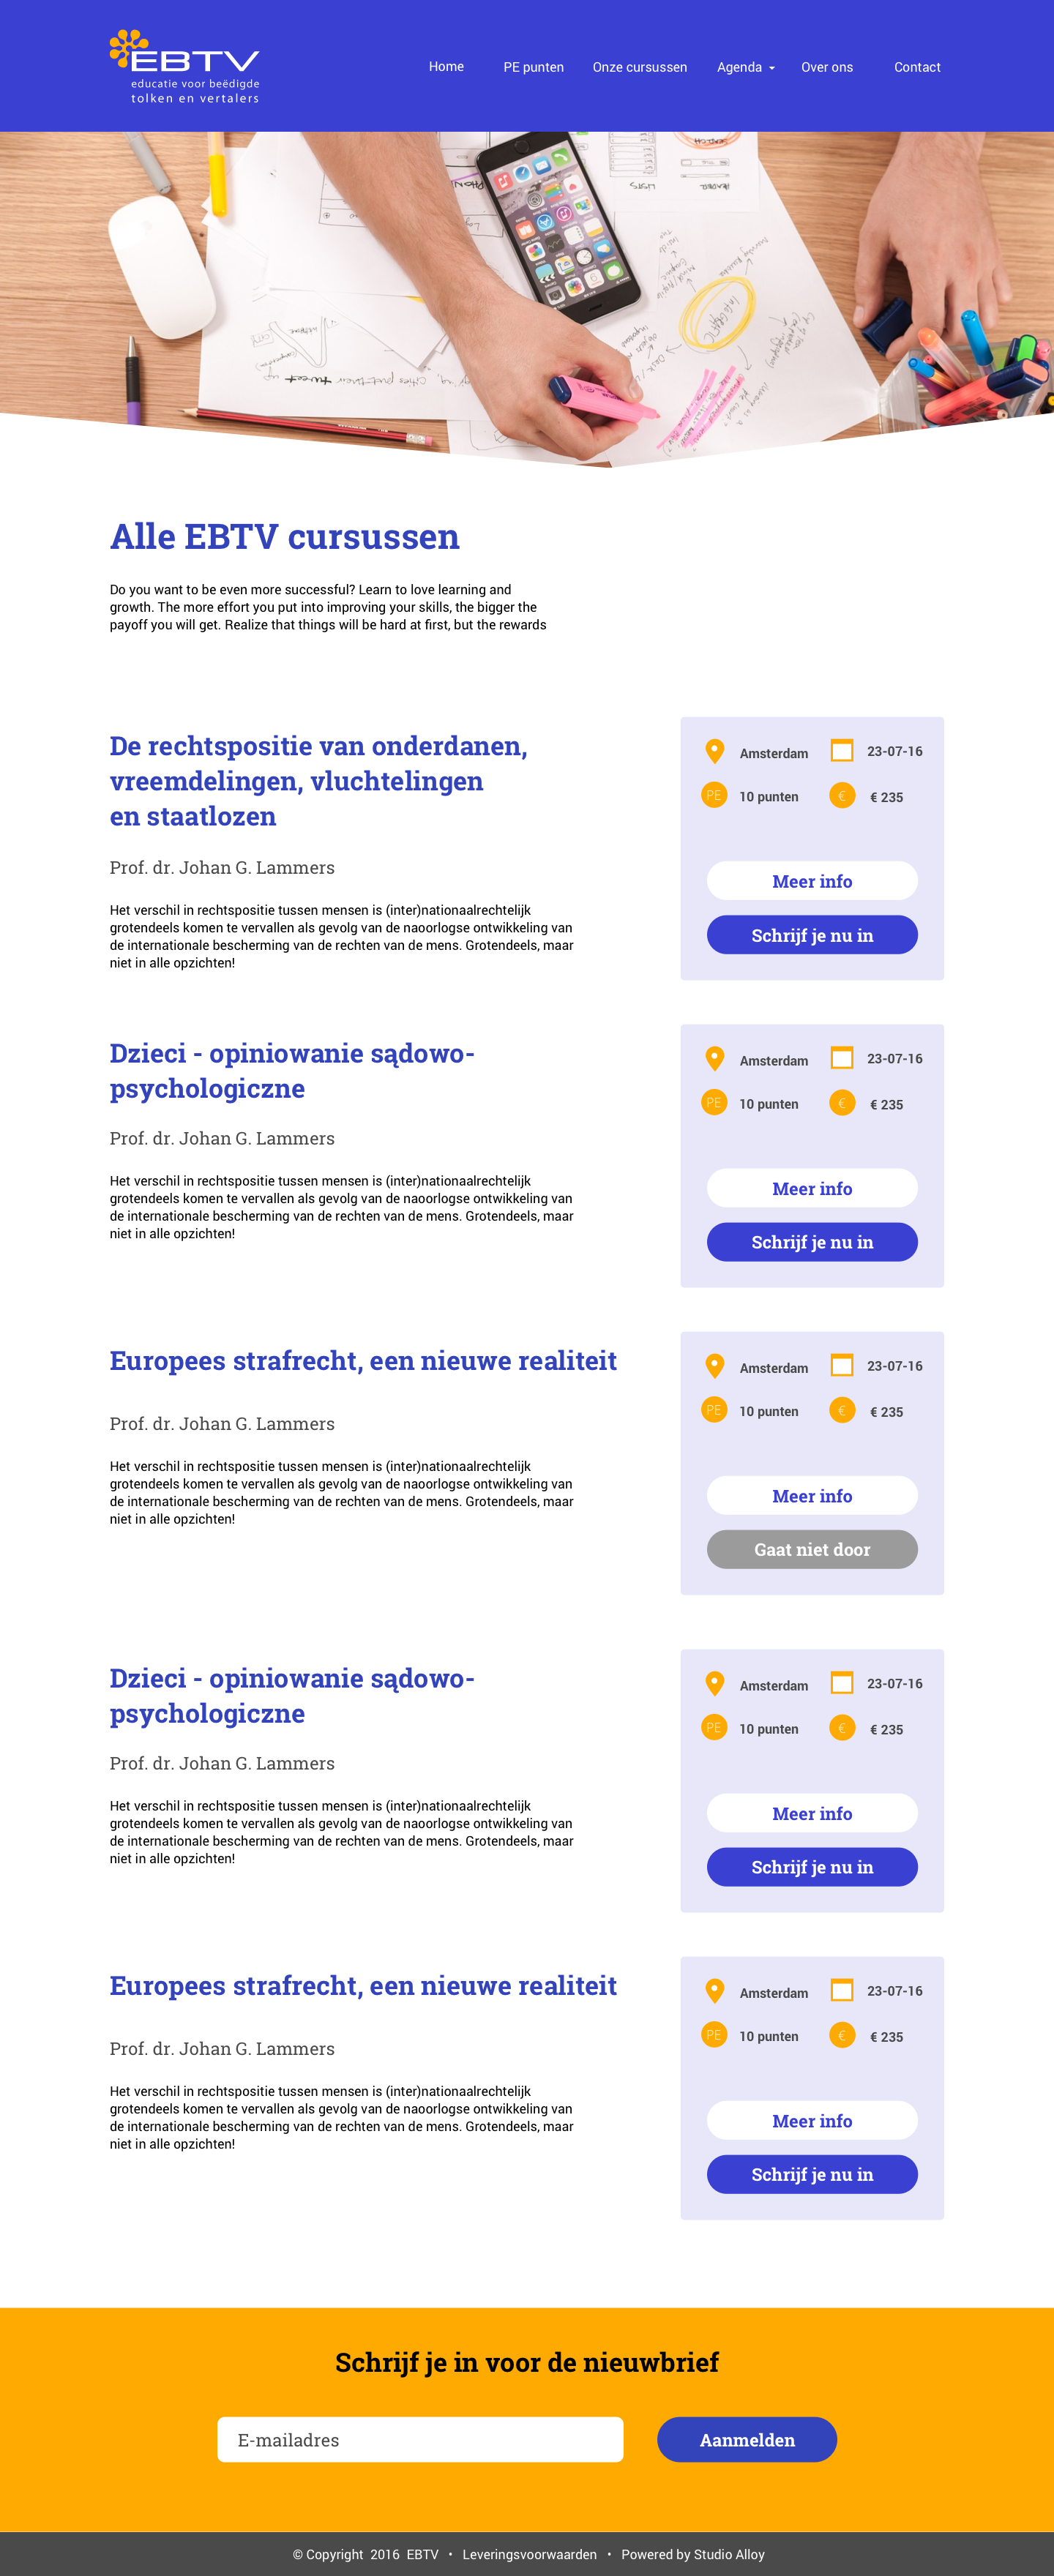 EBTV
educatie voor beëdigde
tolken en vertalers
Home PE punten Onze cursussen Agenda Over ons Contact
Alle EBTV cursussen
Do you want to be even more successful? Learn to love learning and
growth. The more effort you put into improving your skills, the bigger the
payoff you will get. Realize that things will be hard at first, but the rewards
De rechtspositie van onderdanen,
vreemdelingen, vluchtelingen
en staatlozen
Prof. dr. Johan G. Lammers
Het verschil in rechtspositie tussen mensen is (inter)nationaalrechtelijk
grotendeels komen te vervallen als gevolg van de naoorlogse ontwikkeling van
de internationale bescherming van de rechten van de mens. Grotendeels, maar
niet in alle opzichten!
Amsterdam 23-07-16
PE 10 punten € € 235
Meer info
Schrijf je nu in
Dzieci - opiniowanie sądowo-
psychologiczne
Prof. dr. Johan G. Lammers
Het verschil in rechtspositie tussen mensen is (inter)nationaalrechtelijk
grotendeels komen te vervallen als gevolg van de naoorlogse ontwikkeling van
de internationale bescherming van de rechten van de mens. Grotendeels, maar
niet in alle opzichten!
Amsterdam 23-07-16
PE 10 punten € € 235
Meer info
Schrijf je nu in
Europees strafrecht, een nieuwe realiteit
Prof. dr. Johan G. Lammers
Het verschil in rechtspositie tussen mensen is (inter)nationaalrechtelijk
grotendeels komen te vervallen als gevolg van de naoorlogse ontwikkeling van
de internationale bescherming van de rechten van de mens. Grotendeels, maar
niet in alle opzichten!
Amsterdam 23-07-16
PE 10 punten € € 235
Meer info
Gaat niet door
Dzieci - opiniowanie sądowo-
psychologiczne
Prof. dr. Johan G. Lammers
Het verschil in rechtspositie tussen mensen is (inter)nationaalrechtelijk
grotendeels komen te vervallen als gevolg van de naoorlogse ontwikkeling van
de internationale bescherming van de rechten van de mens. Grotendeels, maar
niet in alle opzichten!
Amsterdam 23-07-16
PE 10 punten € € 235
Meer info
Schrijf je nu in
Europees strafrecht, een nieuwe realiteit
Prof. dr. Johan G. Lammers
Het verschil in rechtspositie tussen mensen is (inter)nationaalrechtelijk
grotendeels komen te vervallen als gevolg van de naoorlogse ontwikkeling van
de internationale bescherming van de rechten van de mens. Grotendeels, maar
niet in alle opzichten!
Amsterdam 23-07-16
PE 10 punten € € 235
Meer info
Schrijf je nu in
Schrijf je in voor de nieuwbrief
E-mailadres
Aanmelden
© Copyright 2016 EBTV • Leveringsvoorwaarden • Powered by Studio Alloy